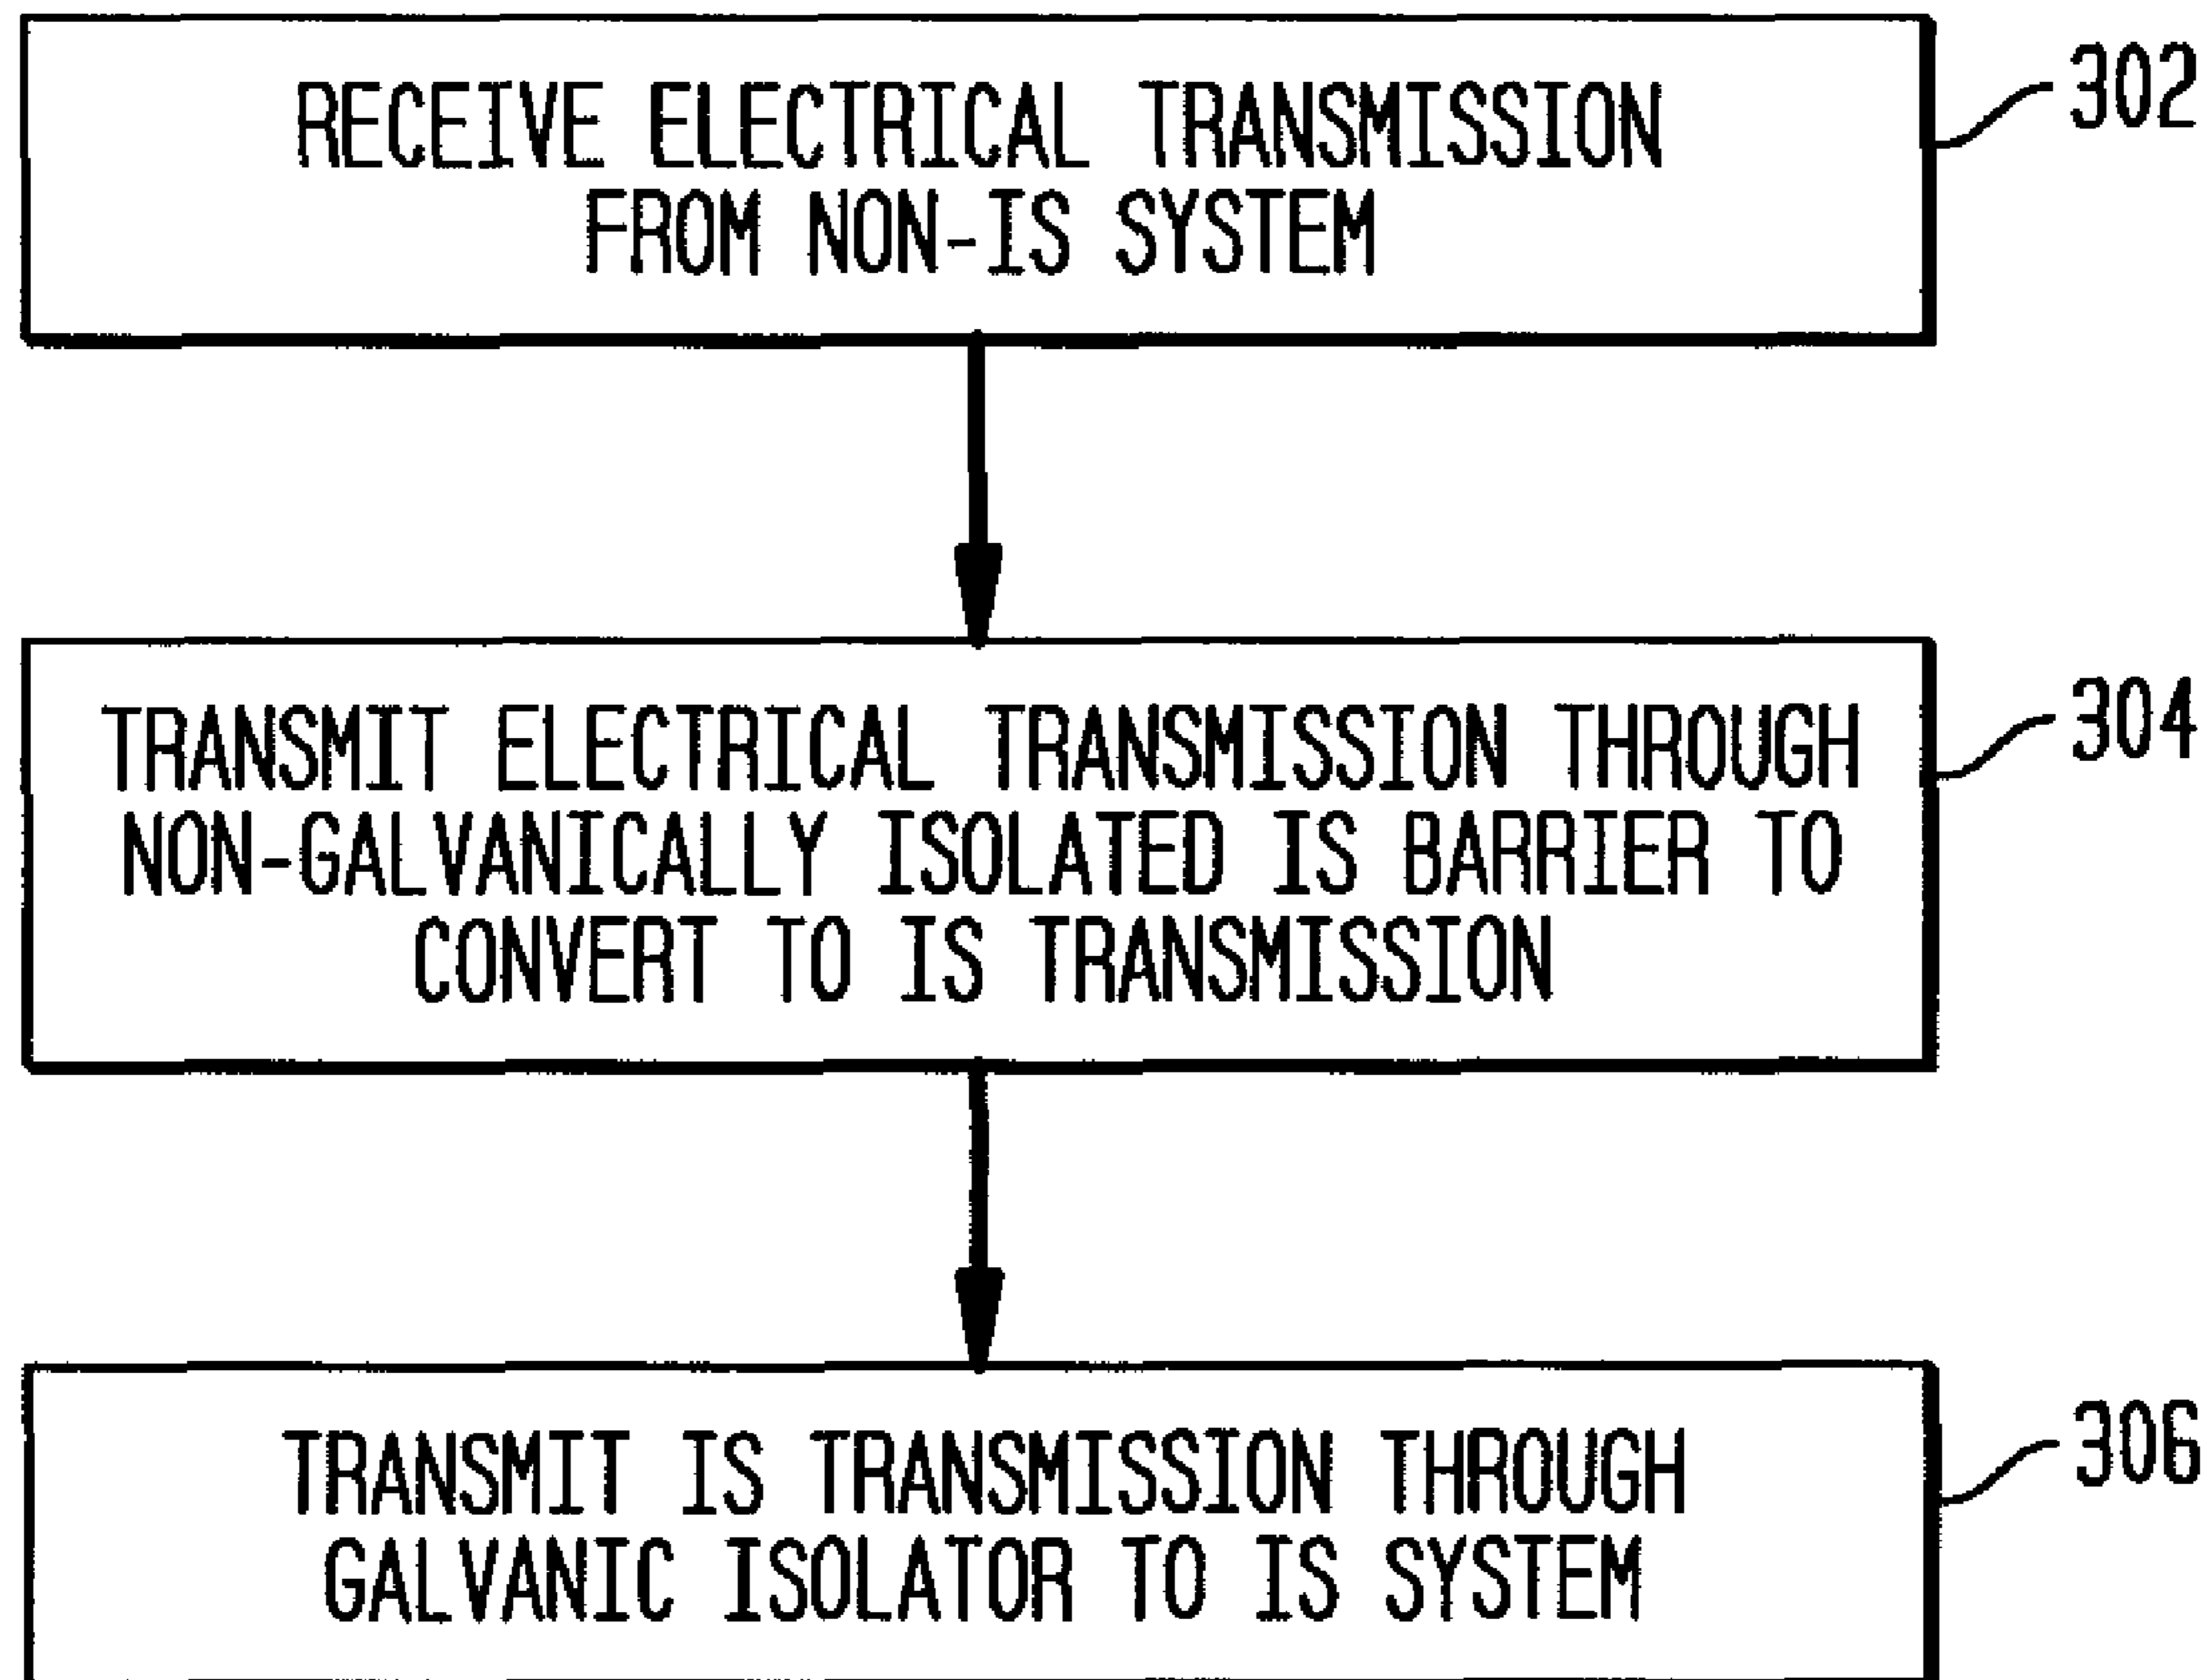 RECEIVE ELECTRICAL TRANSMISSION
FROM NON-IS SYSTEM
302
TRANSMIT ELECTRICAL TRANSMISSION THROUGH
NON-GALVANICALLY ISOLATED IS BARRIER TO
CONVERT TO IS TRANSMISSION
304
TRANSMIT IS TRANSMISSION THROUGH
GALVANIC ISOLATOR TO IS SYSTEM
306